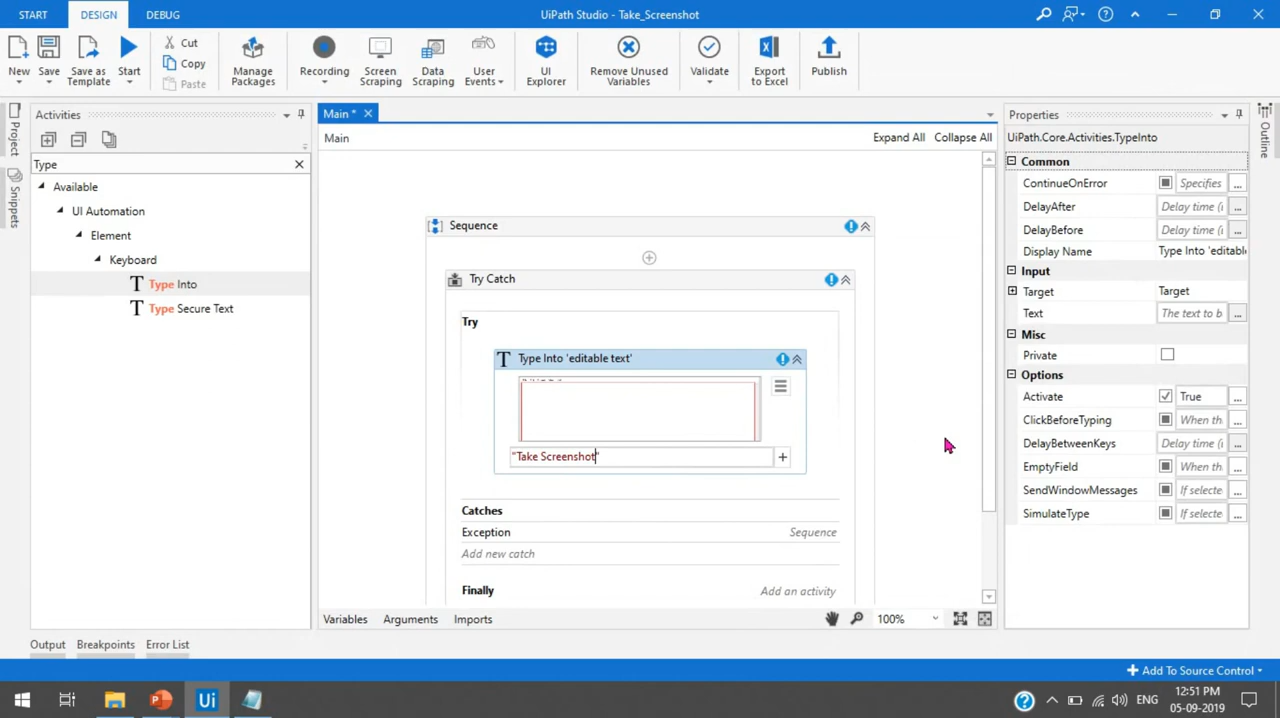 START
DESIGN
DEBUG
UiPath Studio - Take_Screenshot
New
Save
Save as Template
Start
Cut
Copy
Paste
Manage Packages
Recording
Screen Scraping
Data Scraping
User Events
UI Explorer
Remove Unused Variables
Validate
Export to Excel
Publish
Project
Snippets
Activities
Type
Available
UI Automation
Element
Keyboard
Type Into
Type Secure Text
Main *
Main
Expand All
Collapse All
Sequence
Try Catch
Try
Type Into 'editable text'
"Take Screenshot"
Catches
Exception
Sequence
Add new catch
Finally
Add an activity
Variables
Arguments
Imports
100%
Properties
Outline
UiPath.Core.Activities.TypeInto
Common
ContinueOnError Specifies ...
DelayAfter Delay time (i ...
DelayBefore Delay time (i ...
Display Name Type Into 'editable
Input
Target Target
Text The text to b ...
Misc
Private
Options
Activate True ...
ClickBeforeTyping When th ...
DelayBetweenKeys Delay time (i ...
EmptyField When th ...
SendWindowMessages If selecte ...
SimulateType If selecte ...
Output
Breakpoints
Error List
Add To Source Control
Ui
ENG
12:51 PM
05-09-2019